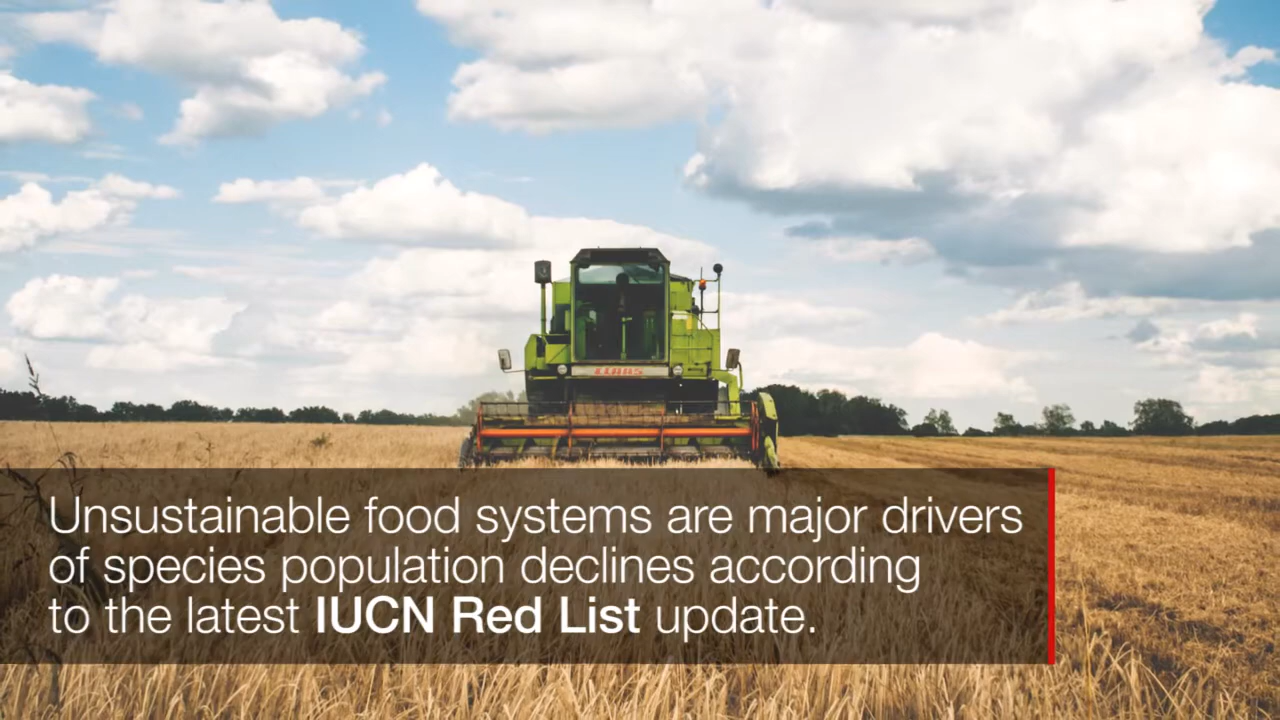 CLAAS
Unsustainable food systems are major drivers
of species population declines according
to the latest IUCN Red List update.